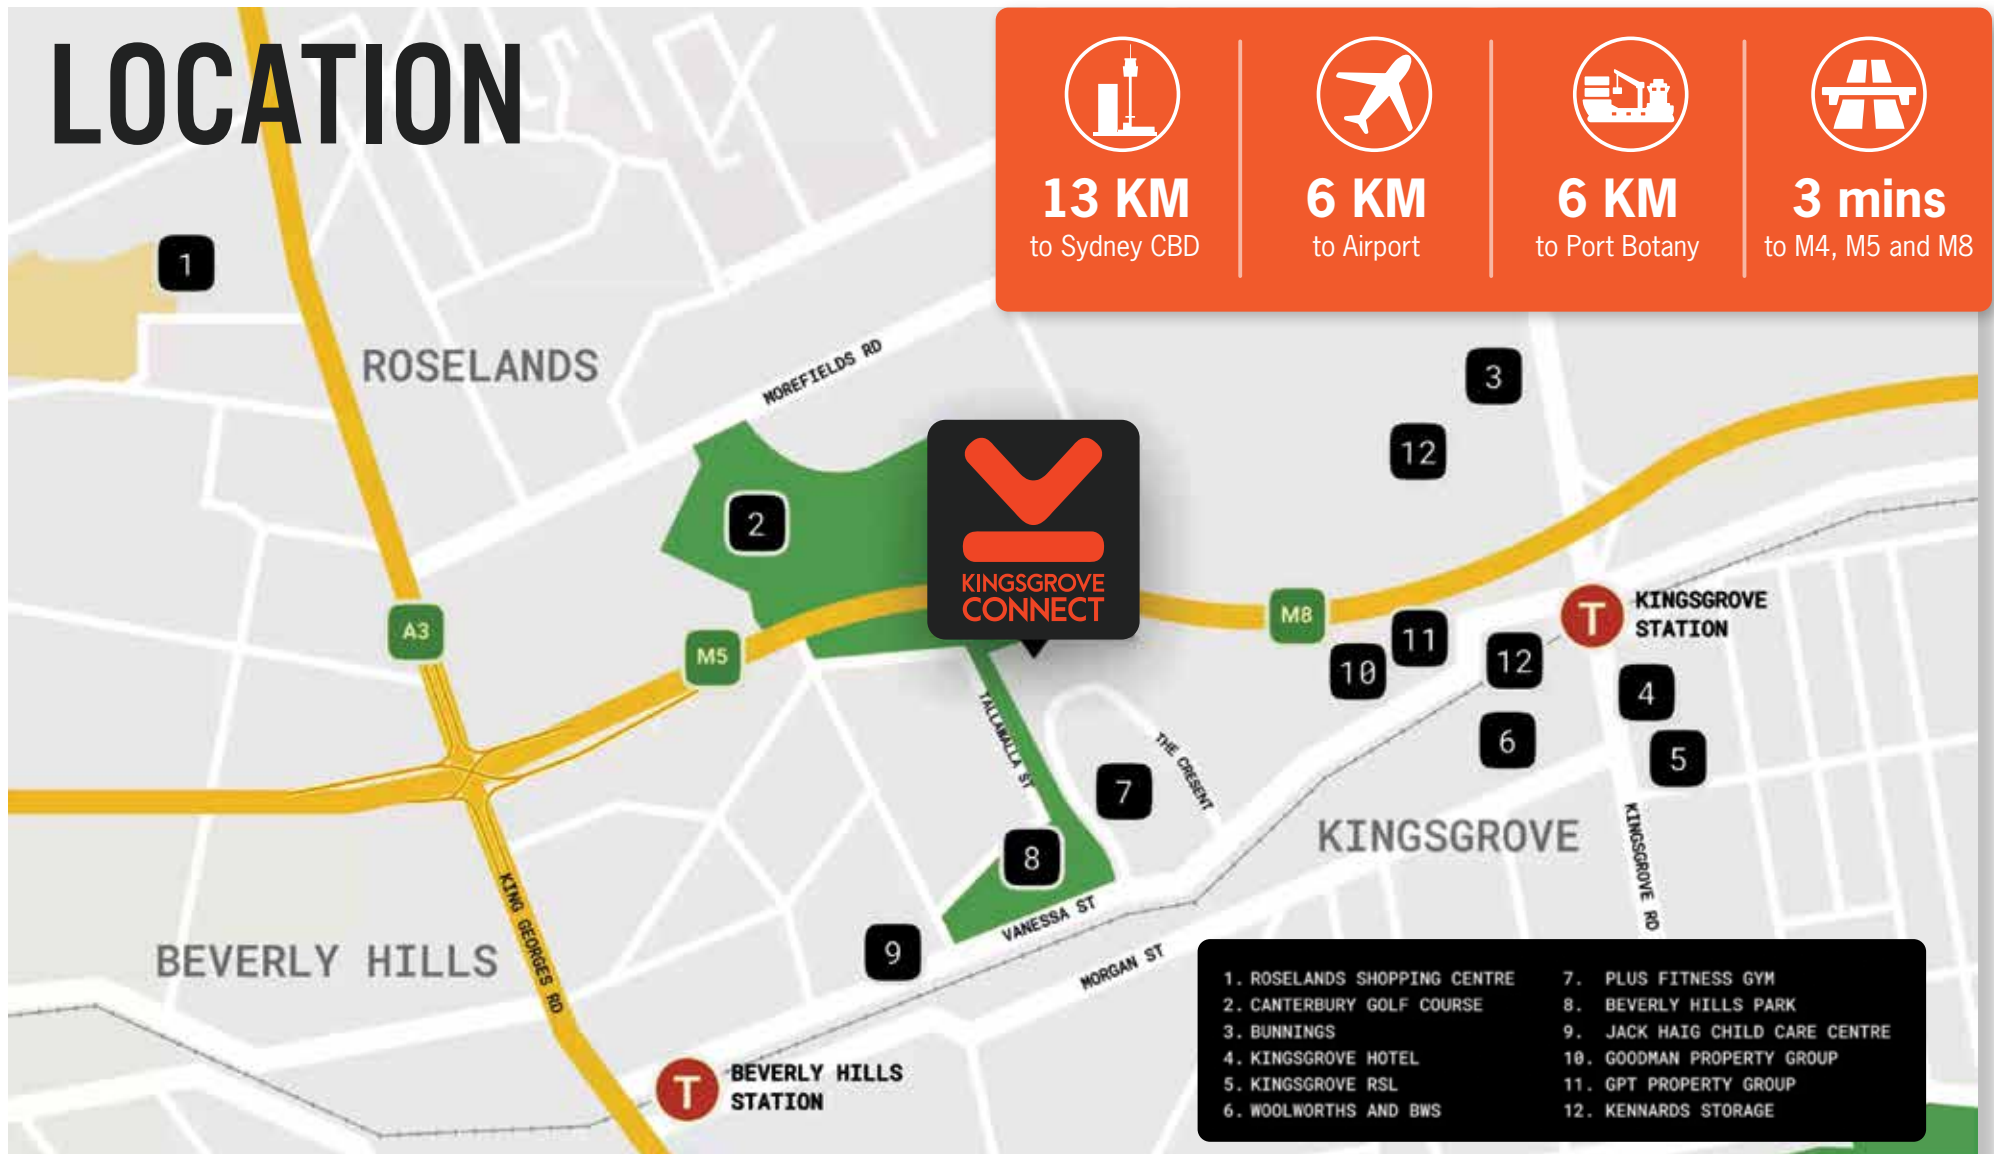 LOCATION
13 KM
to Sydney CBD
6 KM
to Airport
6 KM
to Port Botany
3 mins
to M4, M5 and M8
1
ROSELANDS
MOREFIELDS RD
3
12
2
KINGSGROVE
CONNECT
A3
M5
M8
11
10
12
T
KINGSGROVE
STATION
4
6
5
TALLAWALLA ST
THE CRESENT
7
8
KINGSGROVE
KINGSGROVE RD
KING GEORGES RD
VANESSA ST
9
BEVERLY HILLS
MORGAN ST
T
BEVERLY HILLS
STATION
1. ROSELANDS SHOPPING CENTRE
2. CANTERBURY GOLF COURSE
3. BUNNINGS
4. KINGSGROVE HOTEL
5. KINGSGROVE RSL
6. WOOLWORTHS AND BWS
7. PLUS FITNESS GYM
8. BEVERLY HILLS PARK
9. JACK HAIG CHILD CARE CENTRE
10. GOODMAN PROPERTY GROUP
11. GPT PROPERTY GROUP
12. KENNARDS STORAGE